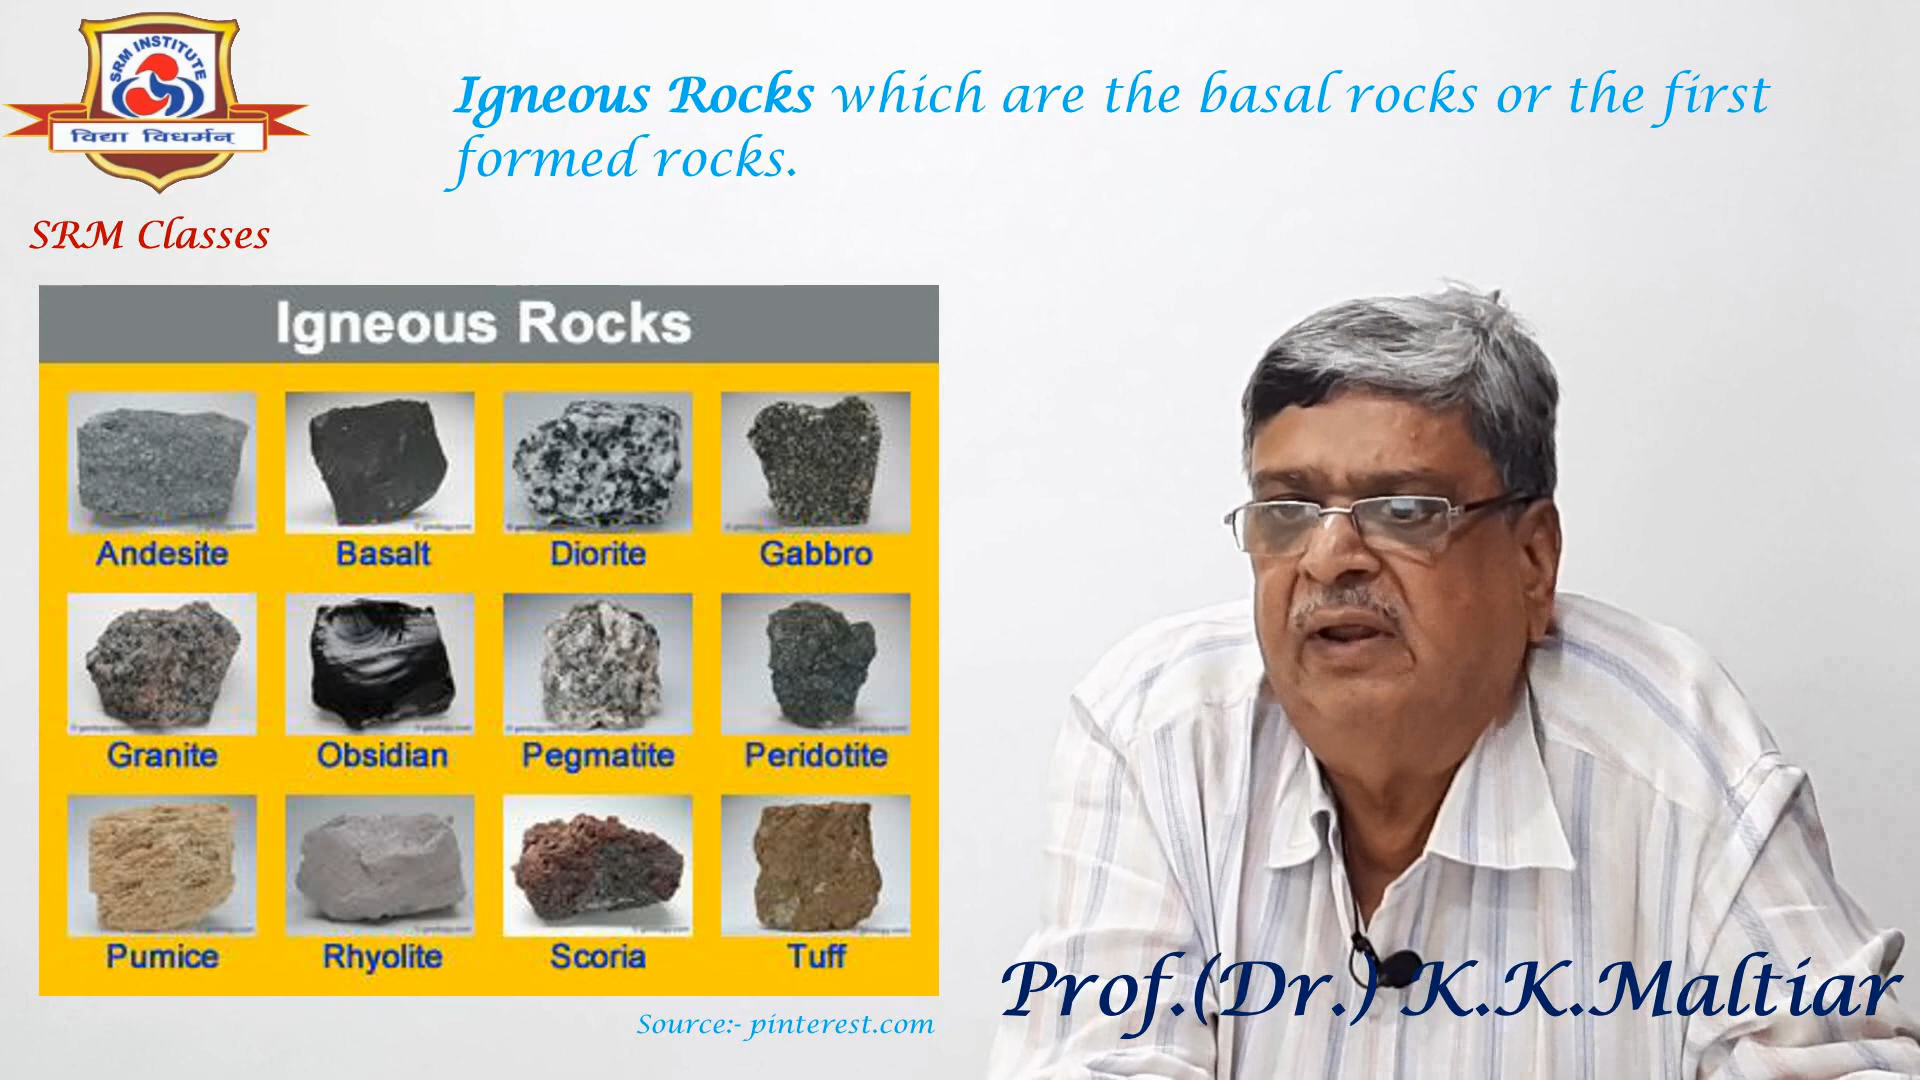 SRM INSTITUTE
विद्या विधर्मन्
SRM Classes
Igneous Rocks which are the basal rocks or the first
formed rocks.
Igneous Rocks
Andesite Basalt Diorite Gabbro
Granite Obsidian Pegmatite Peridotite
Pumice Rhyolite Scoria Tuff
Source:- pinterest.com
Prof.(Dr.) K.K.Maltiar